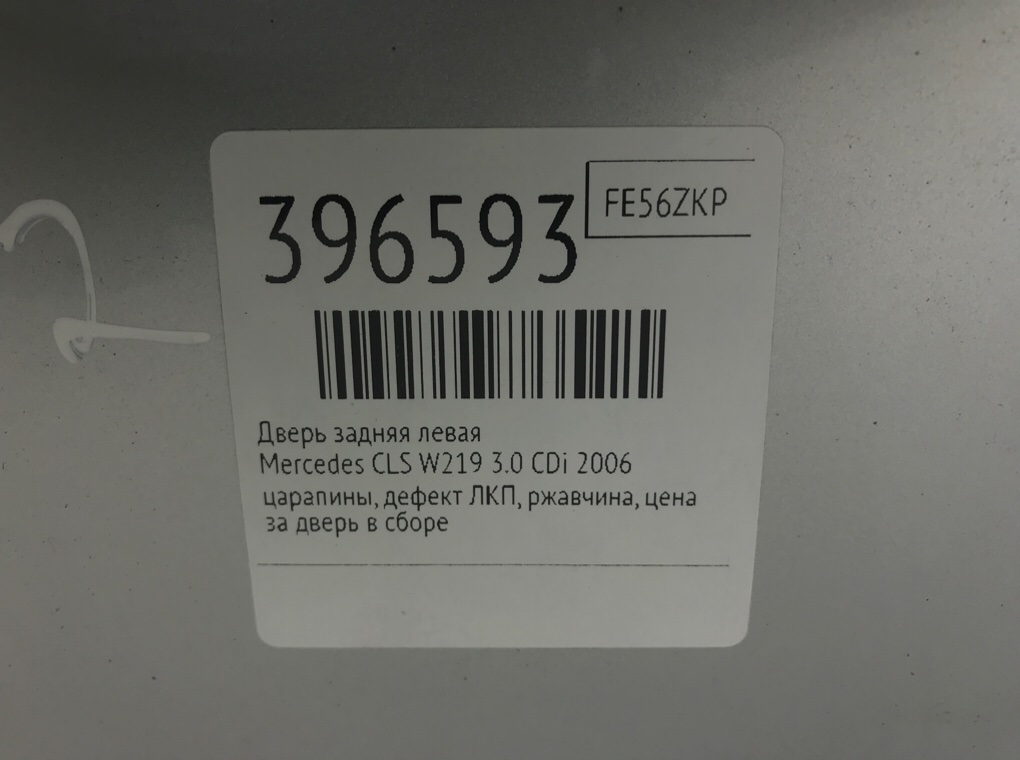 2
396593
FE56ZKP
Дверь задняя левая
Mercedes CLS W219 3.0 CDi 2006
царапины, дефект ЛКП, ржавчина, цена
за дверь в сборе